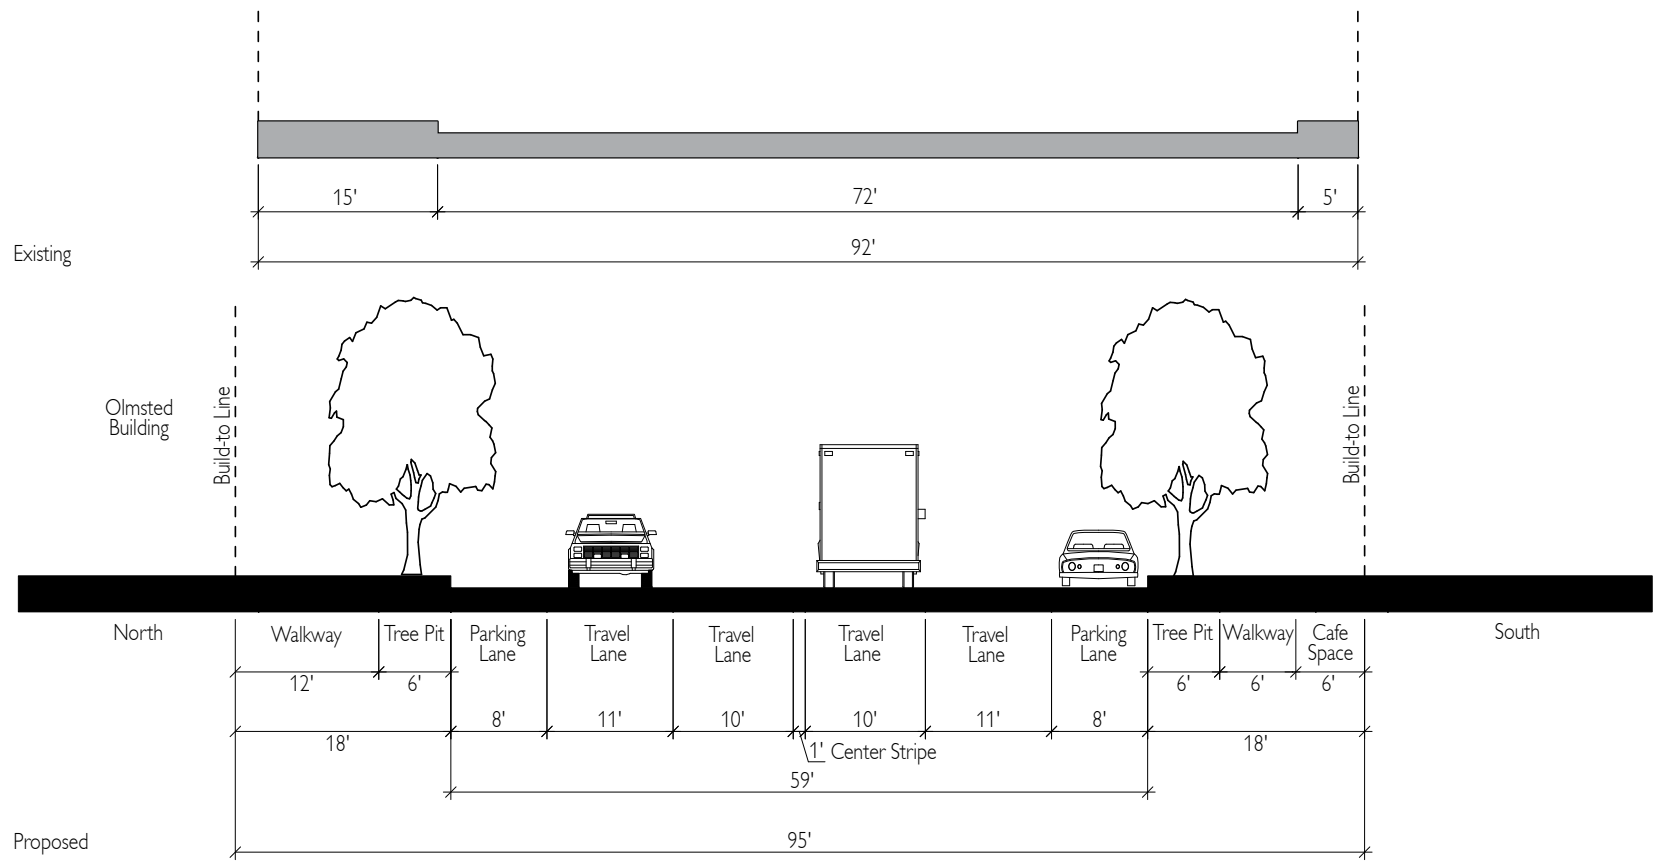 15'
72'
5'
92'
Existing
Olmsted
Building
Build-to Line
Build-to Line
North
Walkway
Tree Pit
Parking
Lane
Travel
Lane
Travel
Lane
Travel
Lane
Travel
Lane
Parking
Lane
Tree Pit
Walkway
Cafe
Space
South
12'
6'
6'
6'
6'
8'
11'
10'
10'
11'
8'
18'
1' Center Stripe
18'
59'
Proposed
95'